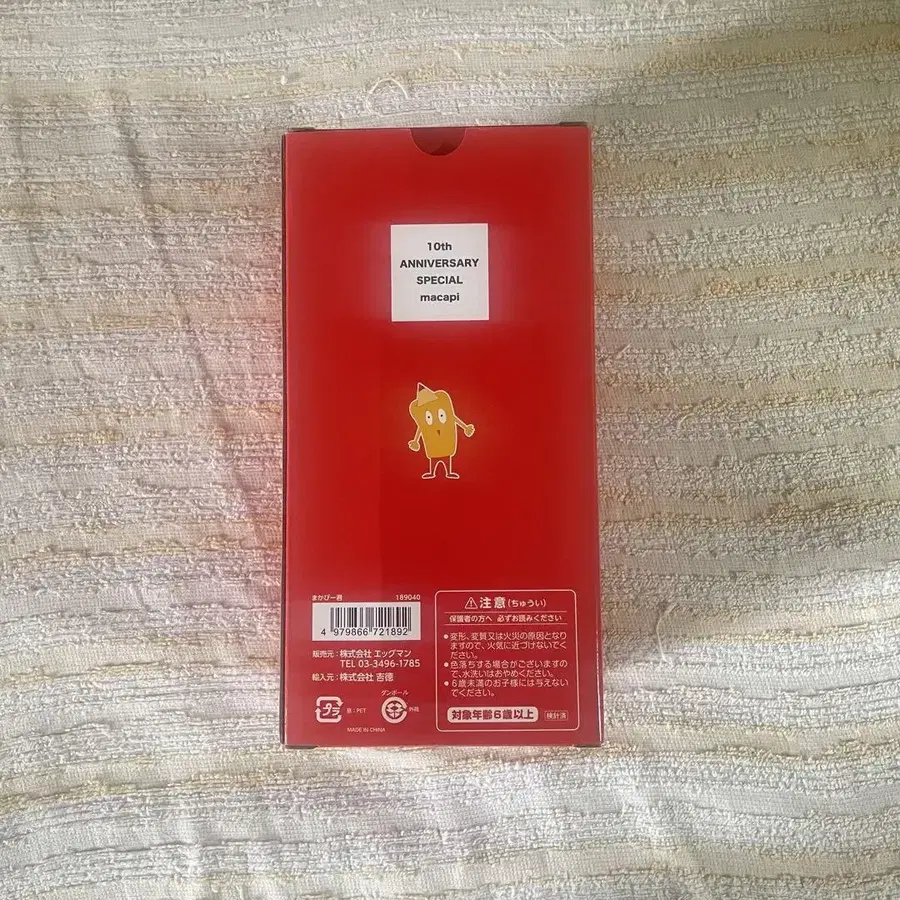 10th
ANNIVERSARY
SPECIAL
macapi
まかぴー君 189040
4 979866 721892
販売元：株式会社 エッグマン
TEL 03-3496-1785
輸入元：株式会社 吉德
プラ
窓：PET
ダンボール
外箱
MADE IN CHINA
注意(ちゅうい)
保護者の方へ 必ずお読みください
●変形、変質又は火災の原因となり
ますので、火気に近づけないでく
ださい。
●色落ちする場合がございますの
で、水洗いはおやめください。
●6歳未満のお子様には与えない
でください。
対象年齢6歳以上 検針済